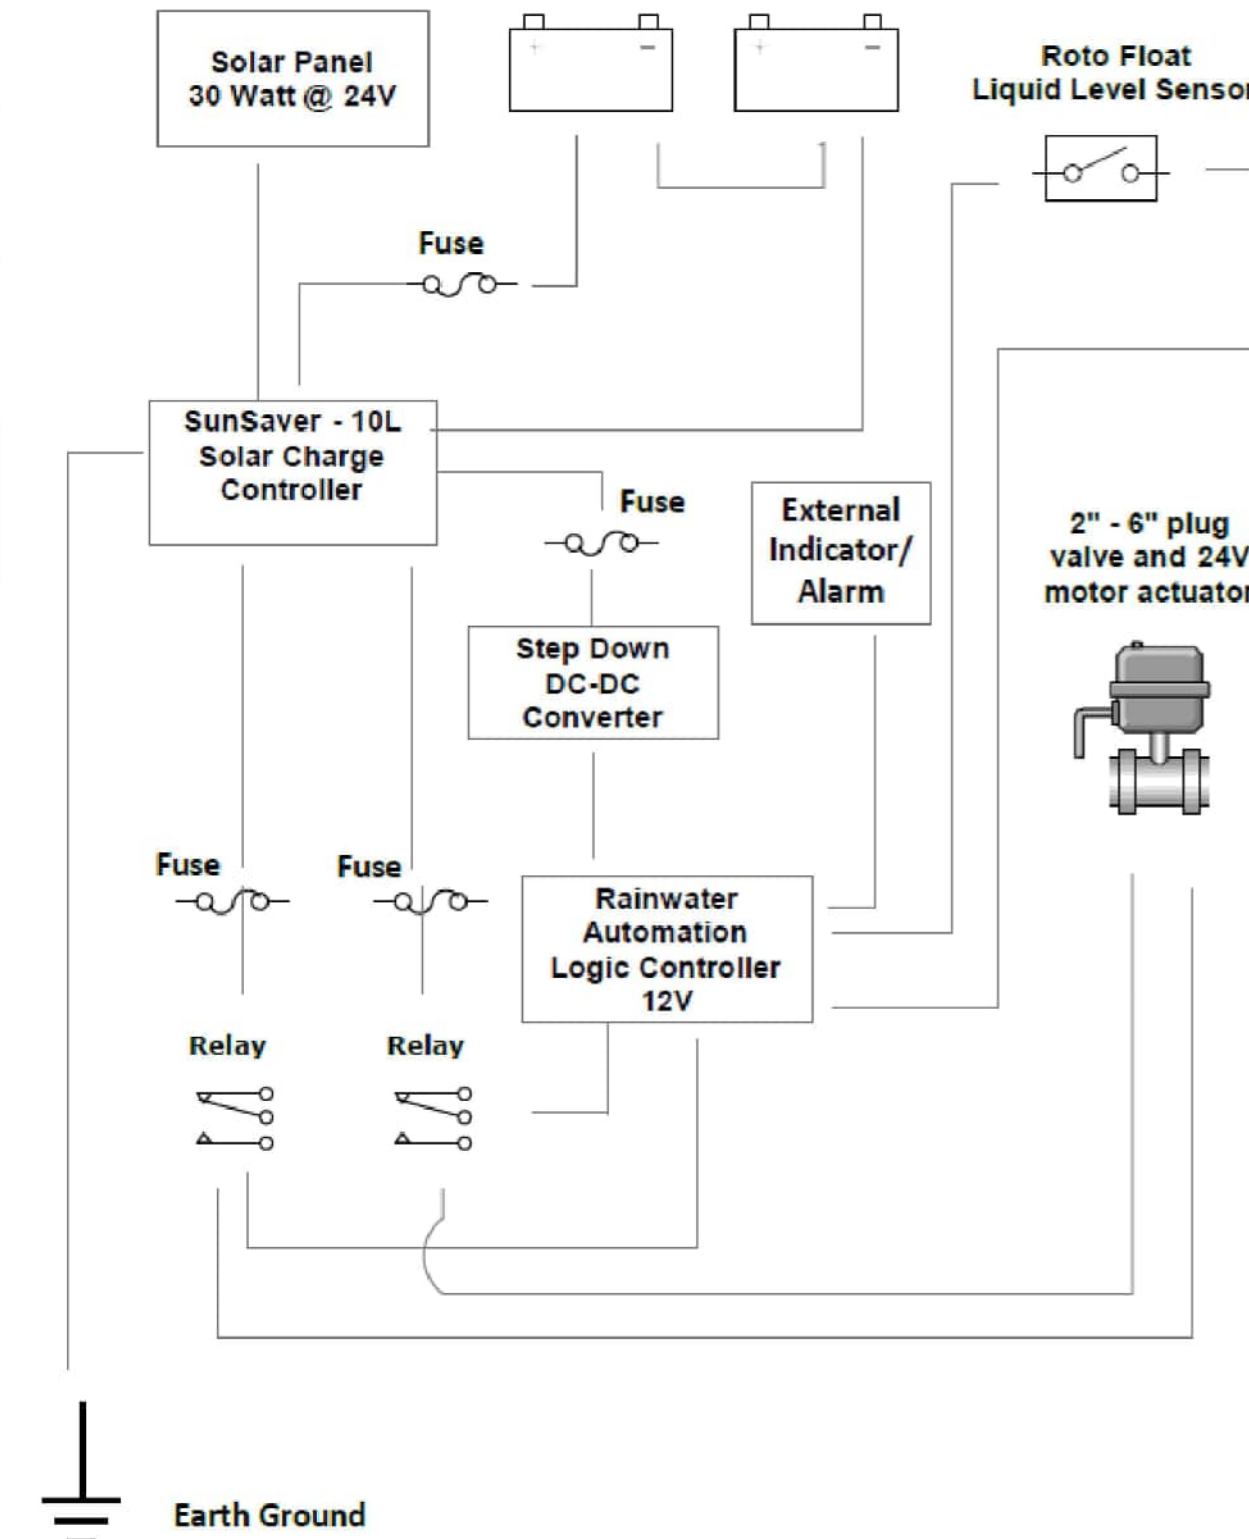 Solar Panel
30 Watt @ 24V
+ −
+ −
Roto Float
Liquid Level Sensor
Fuse
SunSaver - 10L
Solar Charge
Controller
Fuse
External
Indicator/
Alarm
2" - 6" plug
valve and 24V
motor actuator
Step Down
DC-DC
Converter
Fuse
Fuse
Rainwater
Automation
Logic Controller
12V
Relay
Relay
Earth Ground